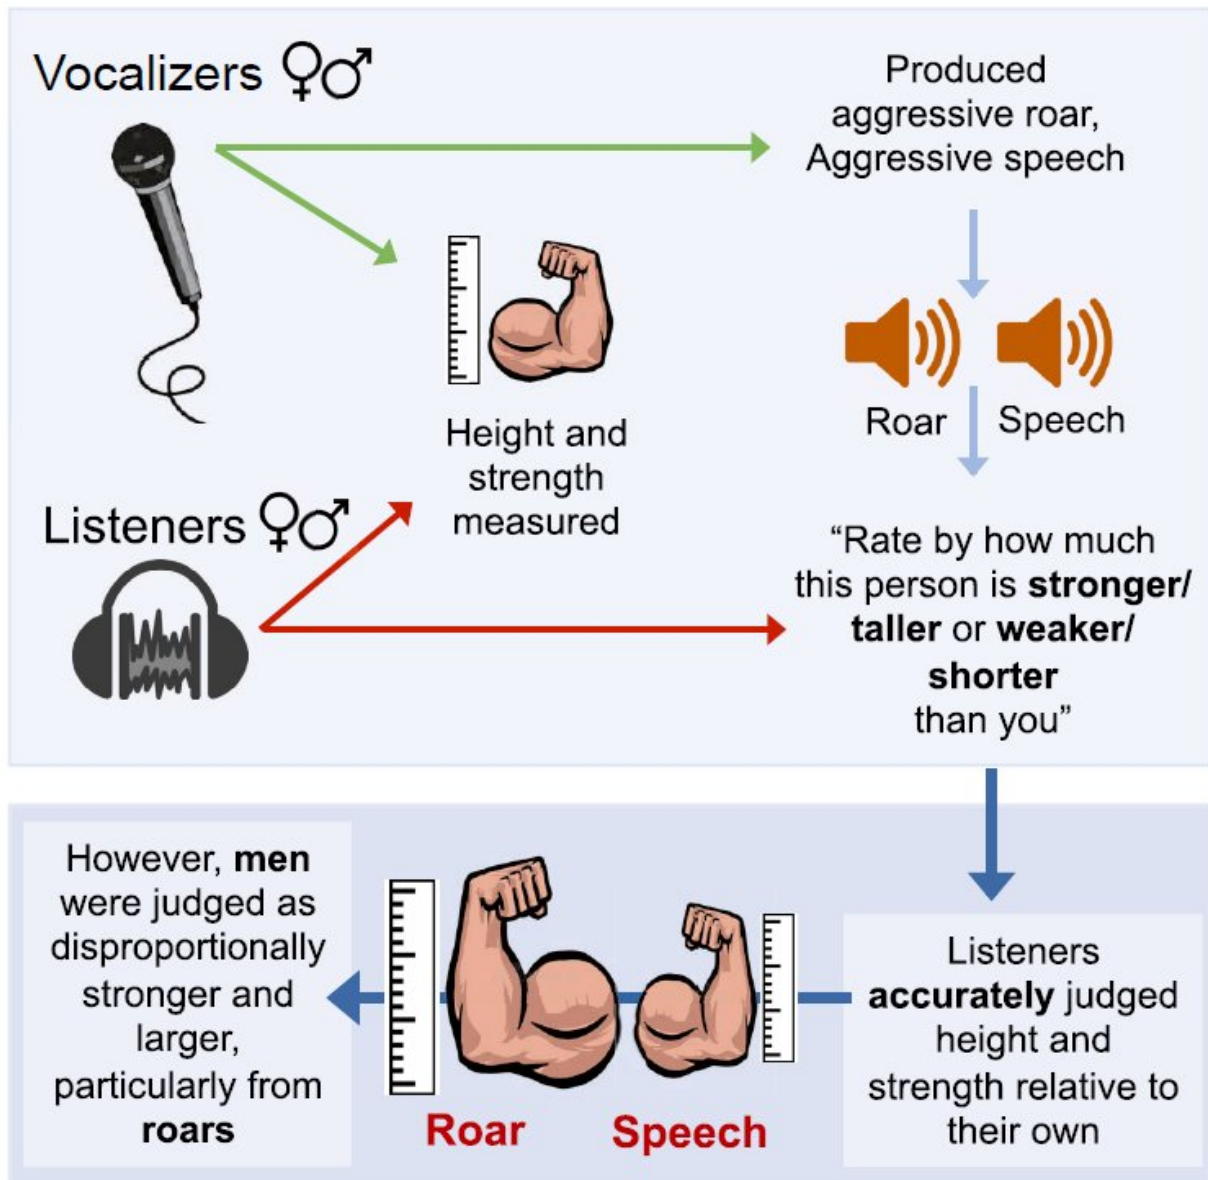 Vocalizers ♀♂
Produced
aggressive roar,
Aggressive speech
Roar
Speech
Height and
strength
measured
Listeners ♀♂
“Rate by how much
this person is stronger/
taller or weaker/
shorter
than you”
However, men
were judged as
disproportionally
stronger and
larger,
particularly from
roars
Roar
Speech
Listeners
accurately judged
height and
strength relative to
their own